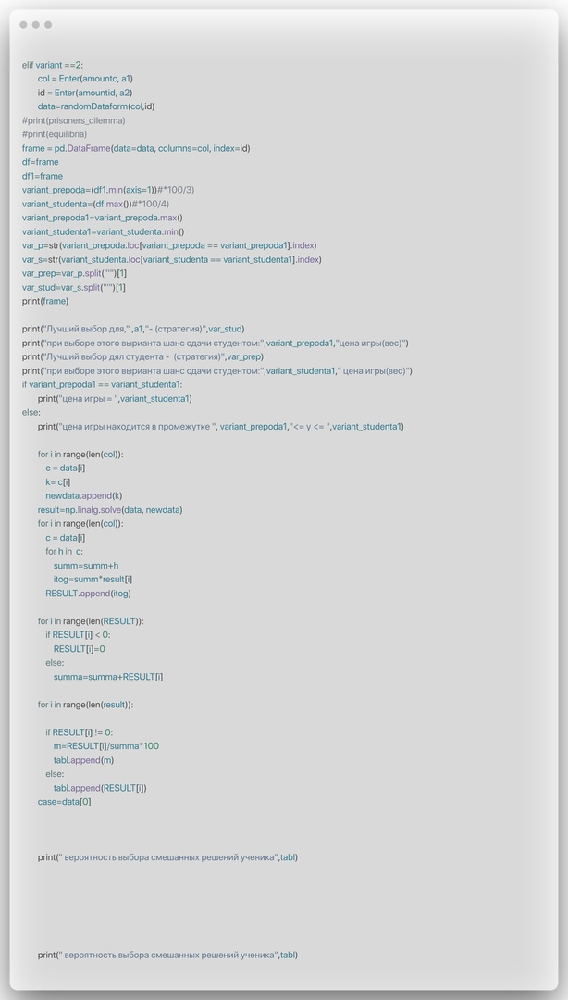 elif variant ==2:
col = Enter(amountc, a1)
id = Enter(amountid, a2)
data=randomDataform(col,id)
#print(prisoners_dilemma)
#print(equilibria)
frame = pd.DataFrame(data=data, columns=col, index=id)
df=frame
df1=frame
variant_prepoda=(df1.min(axis=1))#*100/3)
variant_studenta=(df.max())#*100/4)
variant_prepoda1=variant_prepoda.max()
variant_studenta1=variant_studenta.min()
var_p=str(variant_prepoda.loc[variant_prepoda == variant_prepoda1].index)
var_s=str(variant_studenta.loc[variant_studenta == variant_studenta1].index)
var_prep=var_p.split("'")[1]
var_stud=var_s.split("'")[1]
print(frame)
print("Лучший выбор для," ,a1,"- (стратегия)",var_stud)
print("при выборе этого вырианта шанс сдачи студентом:",variant_prepoda1,"цена игры(вес)")
print("Лучший выбор дял студента -  (стратегия)",var_prep)
print("при выборе этого вырианта шанс сдачи студентом:",variant_studenta1," цена игры(вес)")
if variant_prepoda1 == variant_studenta1:
print("цена игры = ",variant_studenta1)
else:
print("цена игры находится в промежутке ", variant_prepoda1,"<= y <= ",variant_studenta1)
for i in range(len(col)):
c = data[i]
k= c[i]
newdata.append(k)
result=np.linalg.solve(data, newdata)
for i in range(len(col)):
c = data[i]
for h in  c:
summ=summ+h
itog=summ*result[i]
RESULT.append(itog)
for i in range(len(RESULT)):
if RESULT[i] < 0:
RESULT[i]=0
else:
summa=summa+RESULT[i]
for i in range(len(result)):
if RESULT[i] != 0:
m=RESULT[i]/summa*100
tabl.append(m)
else:
tabl.append(RESULT[i])
case=data[0]
print(" вероятность выбора смешанных решений ученика",tabl)
print(" вероятность выбора смешанных решений ученика",tabl)